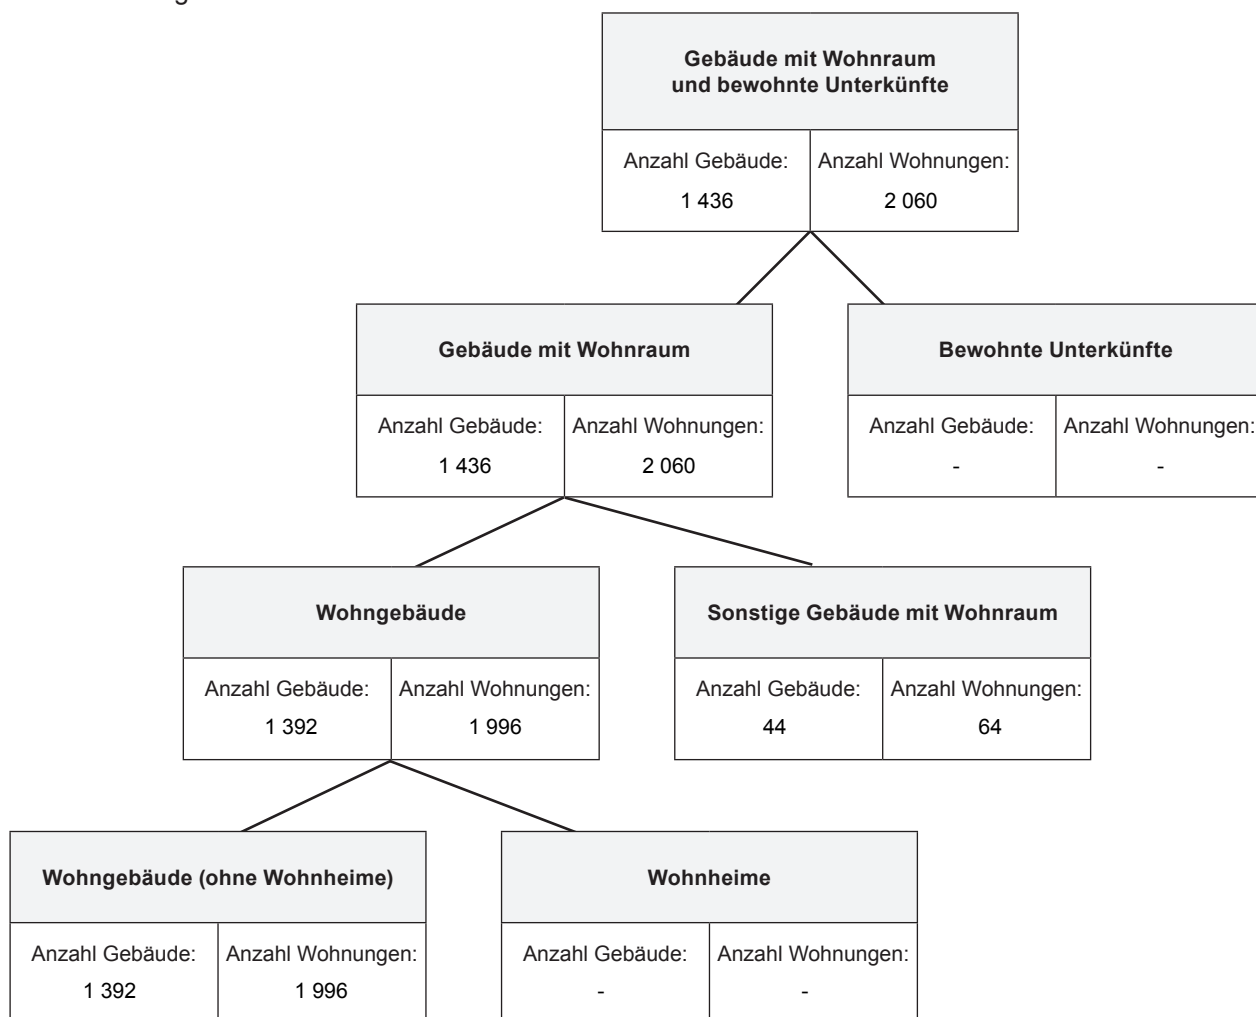 Gebäude mit Wohnraum
und bewohnte Unterkünfte
Anzahl Gebäude: Anzahl Wohnungen:
1 436 2 060
Gebäude mit Wohnraum
Anzahl Gebäude: Anzahl Wohnungen:
1 436 2 060
Bewohnte Unterkünfte
Anzahl Gebäude: Anzahl Wohnungen:
- -
Wohngebäude
Anzahl Gebäude: Anzahl Wohnungen:
1 392 1 996
Sonstige Gebäude mit Wohnraum
Anzahl Gebäude: Anzahl Wohnungen:
44 64
Wohngebäude (ohne Wohnheime)
Anzahl Gebäude: Anzahl Wohnungen:
1 392 1 996
Wohnheime
Anzahl Gebäude: Anzahl Wohnungen:
- -